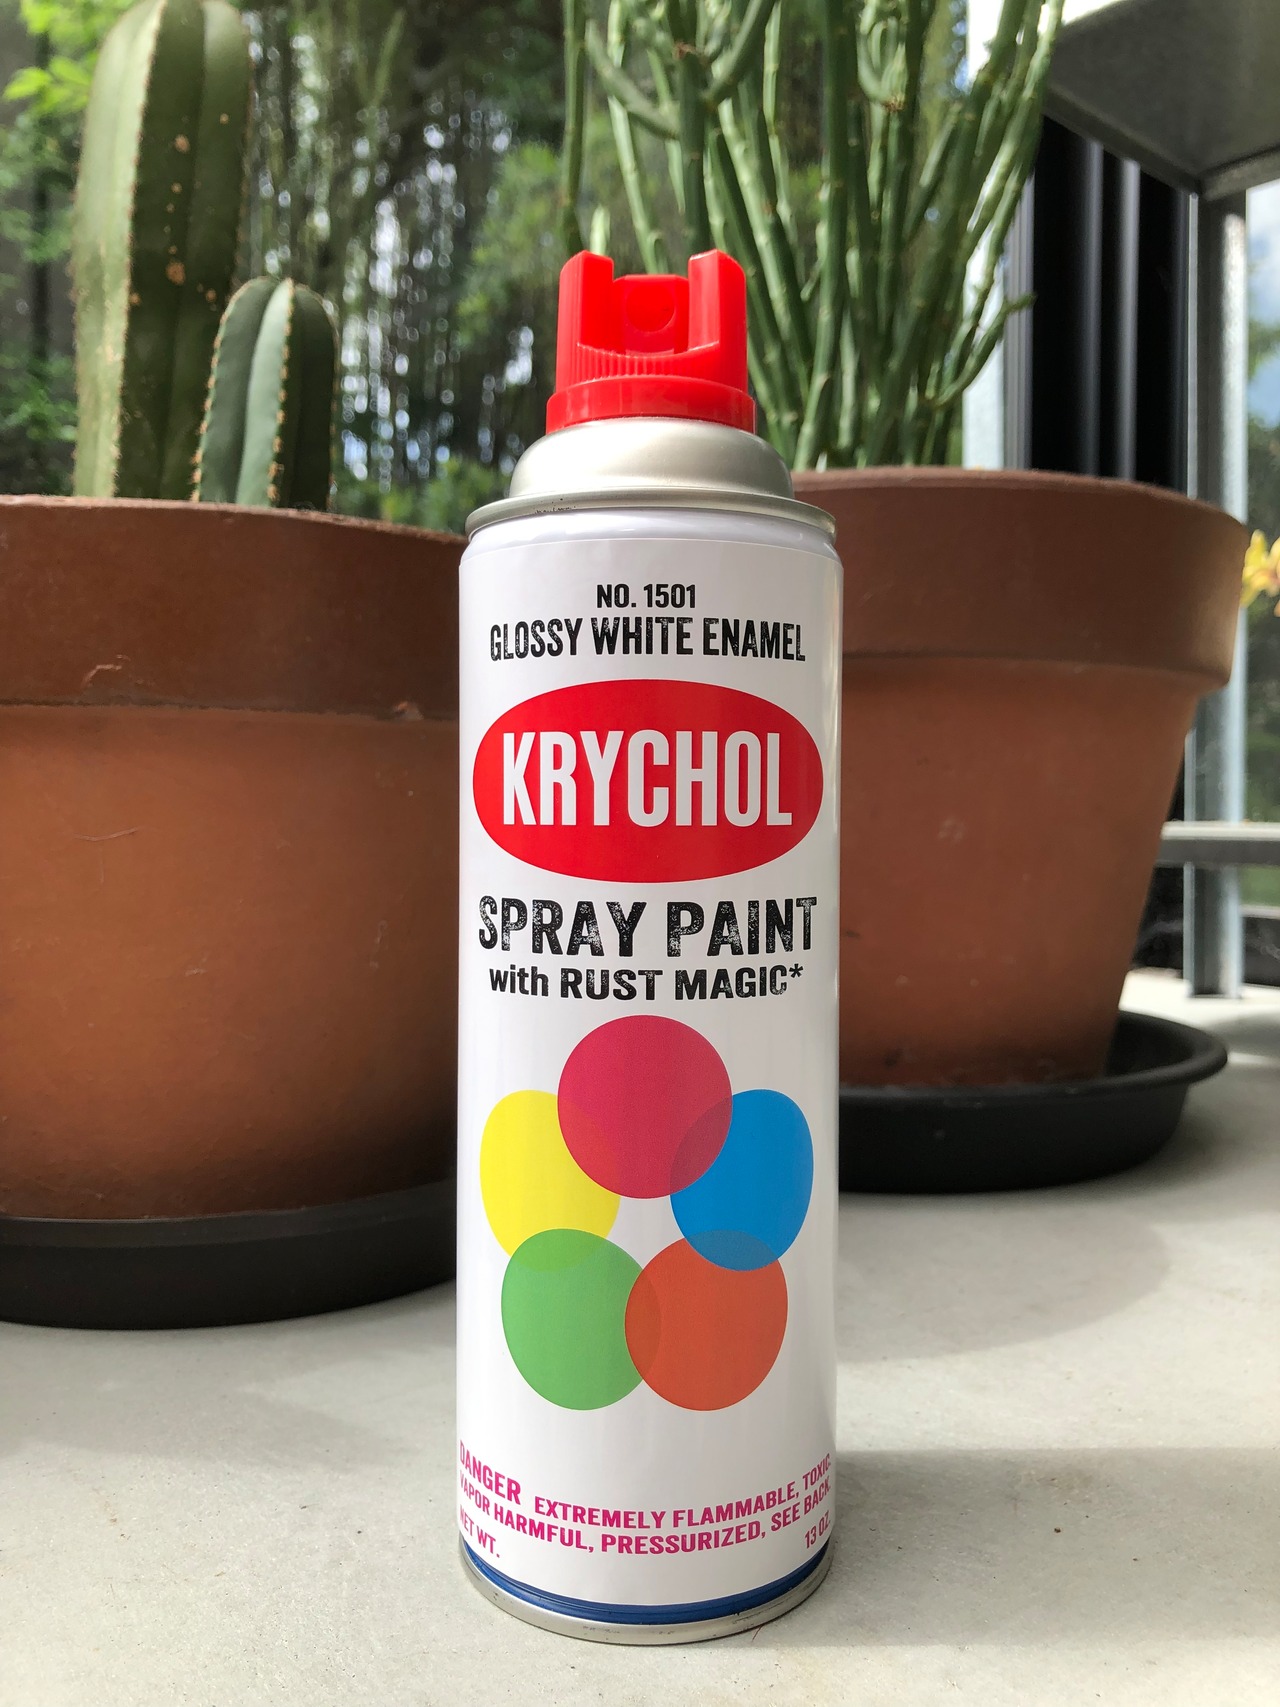 NO. 1501
GLOSSY WHITE ENAMEL
KRYCHOL
SPRAY PAINT
with RUST MAGIC*
DANGER EXTREMELY FLAMMABLE, TOXIC.
VAPOR HARMFUL, PRESSURIZED, SEE BACK.
NET WT. 13 OZ.